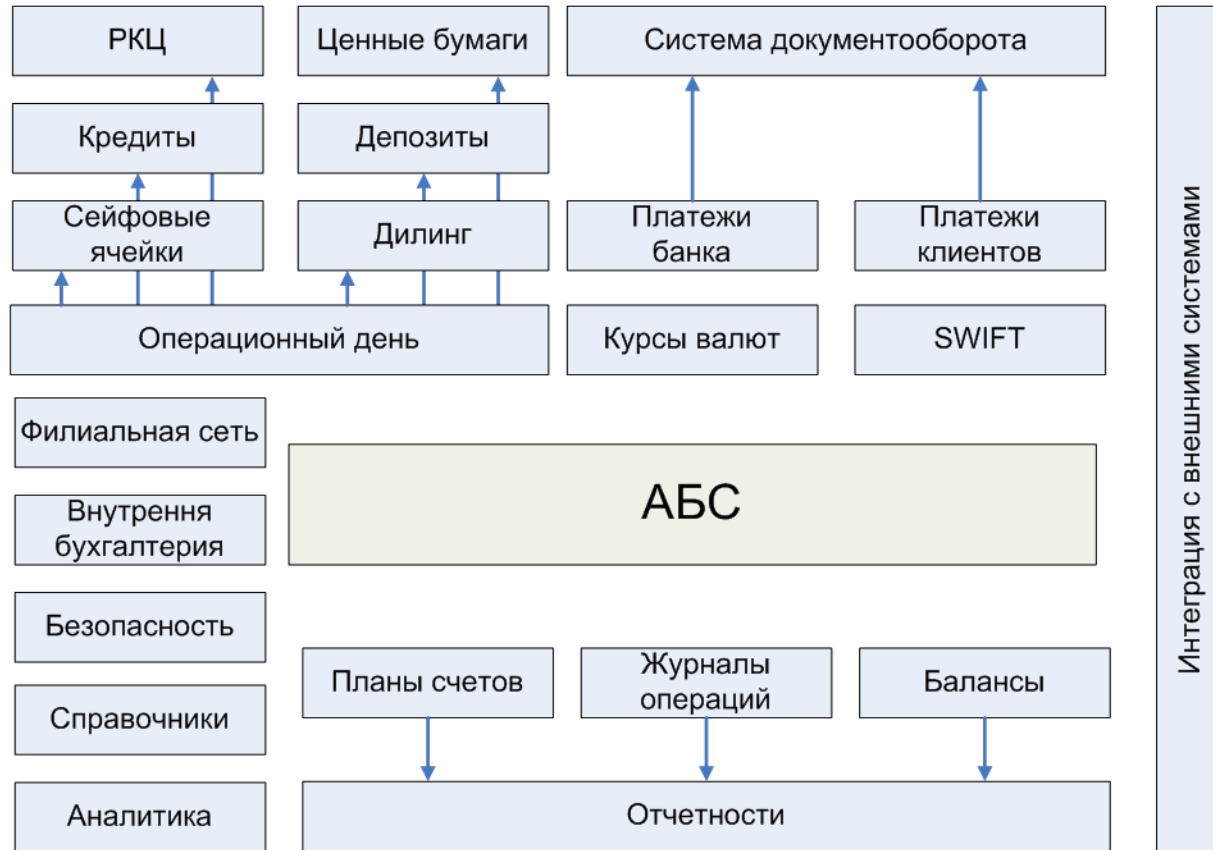 РКЦ
Ценные бумаги
Система документооборота
Кредиты
Депозиты
Сейфовые
ячейки
Дилинг
Платежи
банка
Платежи
клиентов
Операционный день
Курсы валют
SWIFT
Филиальная сеть
АБС
Внутрення
бухгалтерия
Безопасность
Планы счетов
Журналы
операций
Балансы
Справочники
Аналитика
Отчетности
Интеграция с внешними системами